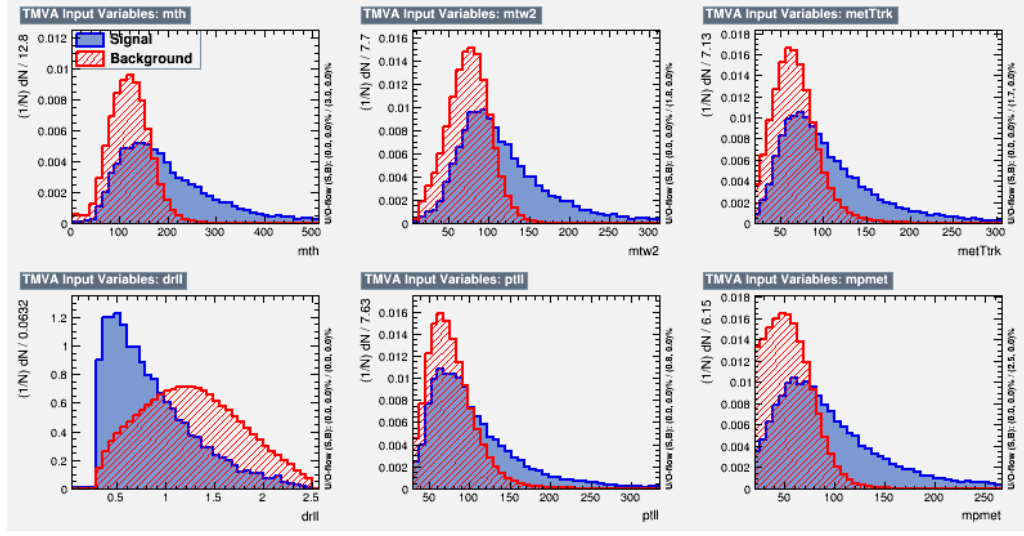 TMVA Input Variables: mth
(1/N) dN / 12.8
0.012
0.01
0.008
0.006
0.004
0.002
0
Signal
Background
0 100 200 300 400 500
mth
U/O-flow (S,B): (0.0, 0.0)% / (3.0, 0.0)%
TMVA Input Variables: mtw2
(1/N) dN / 7.7
0.016
0.014
0.012
0.01
0.008
0.006
0.004
0.002
0
50 100 150 200 250 300
mtw2
U/O-flow (S,B): (0.0, 0.0)% / (1.8, 0.0)%
TMVA Input Variables: metTtrk
(1/N) dN / 7.13
0.018
0.016
0.014
0.012
0.01
0.008
0.006
0.004
0.002
0
50 100 150 200 250 300
metTtrk
U/O-flow (S,B): (0.0, 0.0)% / (1.7, 0.0)%
TMVA Input Variables: drll
(1/N) dN / 0.0632
1.2
1
0.8
0.6
0.4
0.2
0
0.5 1 1.5 2 2.5
drll
U/O-flow (S,B): (0.0, 0.0)% / (0.0, 0.0)%
TMVA Input Variables: ptll
(1/N) dN / 7.63
0.016
0.014
0.012
0.01
0.008
0.006
0.004
0.002
0
50 100 150 200 250 300
ptll
U/O-flow (S,B): (0.0, 0.0)% / (0.8, 0.0)%
TMVA Input Variables: mpmet
(1/N) dN / 6.15
0.018
0.016
0.014
0.012
0.01
0.008
0.006
0.004
0.002
0
50 100 150 200 250
mpmet
U/O-flow (S,B): (0.0, 0.0)% / (2.5, 0.0)%